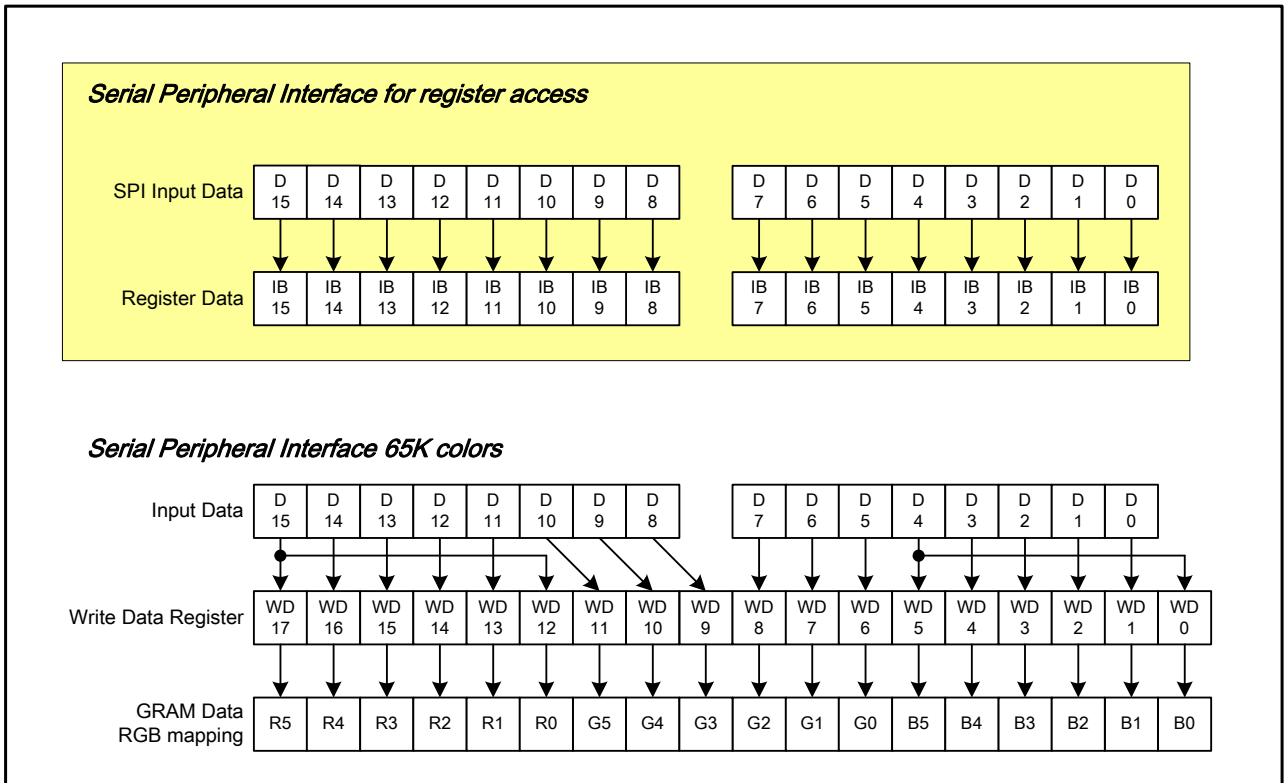 Serial Peripheral Interface for register access
SPI Input Data D 15 D 14 D 13 D 12 D 11 D 10 D 9 D 8 D 7 D 6 D 5 D 4 D 3 D 2 D 1 D 0
Register Data IB 15 IB 14 IB 13 IB 12 IB 11 IB 10 IB 9 IB 8 IB 7 IB 6 IB 5 IB 4 IB 3 IB 2 IB 1 IB 0
Serial Peripheral Interface 65K colors
Input Data D 15 D 14 D 13 D 12 D 11 D 10 D 9 D 8 D 7 D 6 D 5 D 4 D 3 D 2 D 1 D 0
Write Data Register WD 17 WD 16 WD 15 WD 14 WD 13 WD 12 WD 11 WD 10 WD 9 WD 8 WD 7 WD 6 WD 5 WD 4 WD 3 WD 2 WD 1 WD 0
GRAM Data
RGB mapping R5 R4 R3 R2 R1 R0 G5 G4 G3 G2 G1 G0 B5 B4 B3 B2 B1 B0